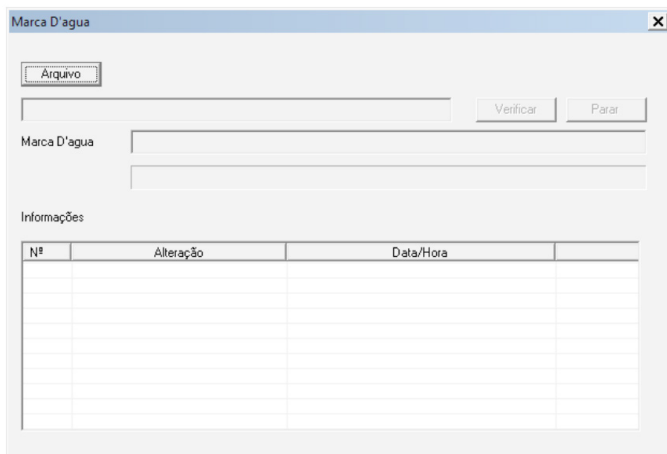 Marca D'agua
Arquivo
Verificar Parar
Marca D'agua
Informações
Nº Alteração Data/Hora